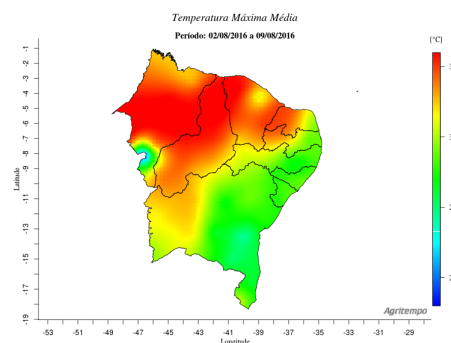 Temperatura Máxima Média
Período: 02/08/2016 a 09/08/2016
[°C]
-1
-2
-3
-5
-6
-7
-9
-11
-13
-15
-17
-19
Latitude
Agritempo
-53 -51 -49 -47 -45 -43 -41 -39 -37 -35 -33 -31 -29
Longitude